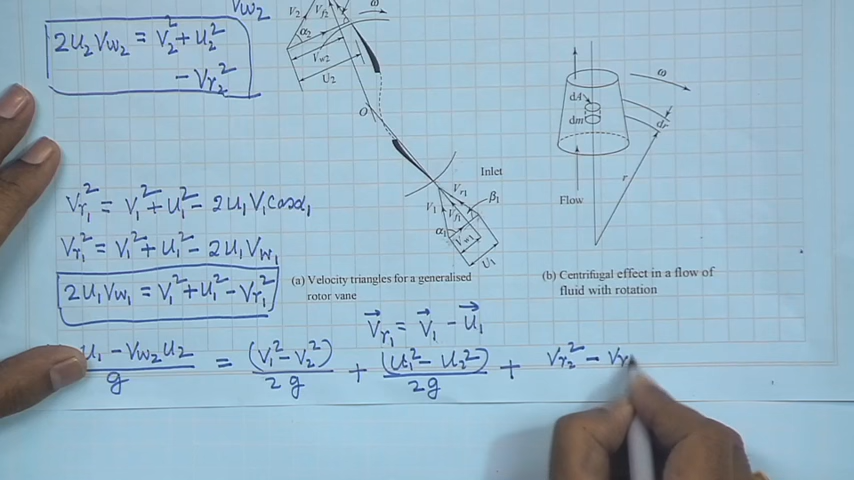 Vw₂
2U₂Vw₂ = V₂² + U₂²
− Vr₂²
V₂
Vf2
ω
α₂
Vw2
U₂
O
Inlet
Vr1
β₁
V₁
Vf1
α₁
Vw1
U₁
(a) Velocity triangles for a generalised
rotor vane
ω
dA
dm
dr
r
Flow
(b) Centrifugal effect in a flow of
fluid with rotation
Vr₁² = V₁² + U₁² − 2U₁V₁cosα₁
Vr₁² = V₁² + U₁² − 2U₁Vw₁
2U₁Vw₁ = V₁² + U₁² − Vr₁²
V⃗r₁ = V⃗₁ − U⃗₁
U₁ − Vw₂U₂ / g = (V₁² − V₂²) / 2g + (U₁² − U₂²) / 2g + Vr₂² − Vr